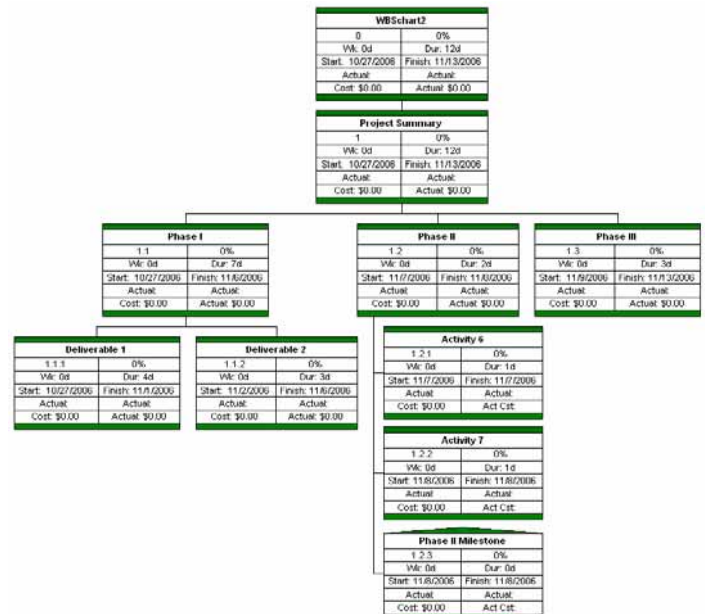 WBSchart2
0 0%
Wk: 0d Dur: 12d
Start: 10/27/2006 Finish: 11/13/2006
Actual:
Cost: $0.00 Actual: $0.00
Project Summary
1 0%
Wk: 0d Dur: 12d
Start: 10/27/2006 Finish: 11/13/2006
Actual: Actual:
Cost: $0.00 Actual: $0.00
Phase I
1.1 0%
Wk: 0d Dur: 7d
Start: 10/27/2006 Finish: 11/6/2006
Actual: Actual:
Cost: $0.00 Actual: $0.00
Phase II
1.2 0%
Wk: 0d Dur: 2d
Start: 11/7/2006 Finish: 11/8/2006
Actual: Actual:
Cost: $0.00 Actual: $0.00
Phase III
1.3 0%
Wk: 0d Dur: 3d
Start: 11/9/2006 Finish: 11/13/2006
Actual: Actual:
Cost: $0.00 Actual: $0.00
Deliverable 1
1.1.1 0%
Wk: 0d Dur: 4d
Start: 10/27/2006 Finish: 11/1/2006
Actual: Actual:
Cost: $0.00 Actual: $0.00
Deliverable 2
1.1.2 0%
Wk: 0d Dur: 3d
Start: 11/2/2006 Finish: 11/6/2006
Actual: Actual:
Cost: $0.00 Actual: $0.00
Activity 6
1.2.1 0%
Wk: 0d Dur: 1d
Start: 11/7/2006 Finish: 11/7/2006
Actual: Actual:
Cost: $0.00 Act Cst:
Activity 7
1.2.2 0%
Wk: 0d Dur: 1d
Start: 11/8/2006 Finish: 11/8/2006
Actual: Actual:
Cost: $0.00 Act Cst:
Phase II Milestone
1.2.3 0%
Wk: 0d Dur: 0d
Start: 11/8/2006 Finish: 11/8/2006
Actual: Actual:
Cost: $0.00 Act Cst: